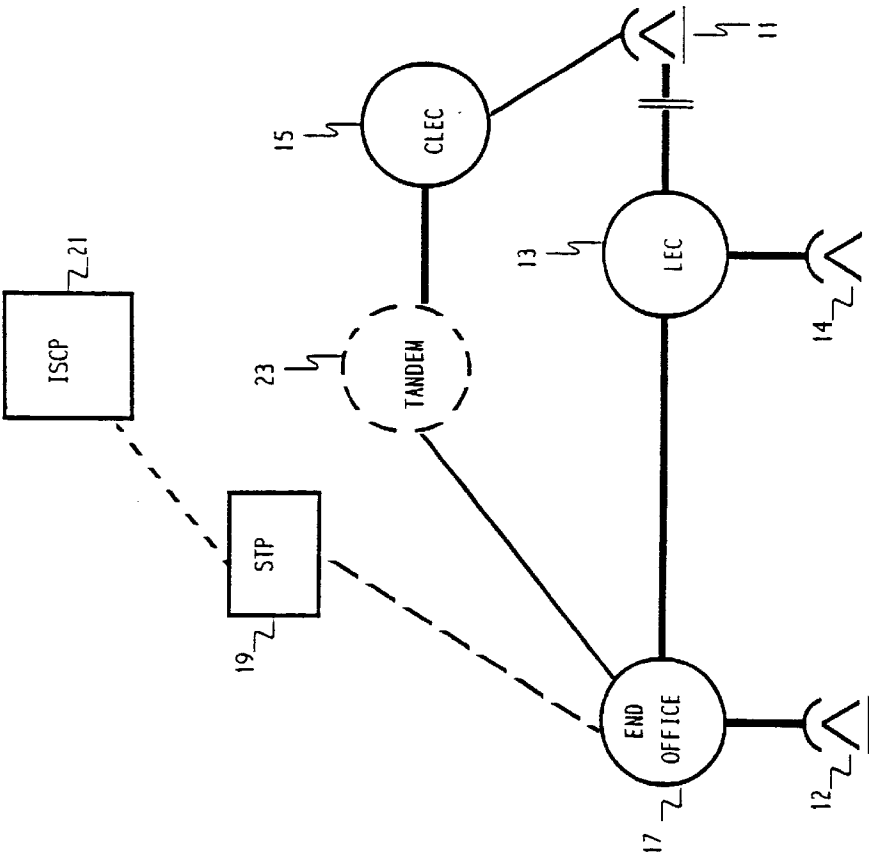 21
ISCP
15
CLEC
11
23
TANDEM
19
STP
13
LEC
14
END
OFFICE
17
12